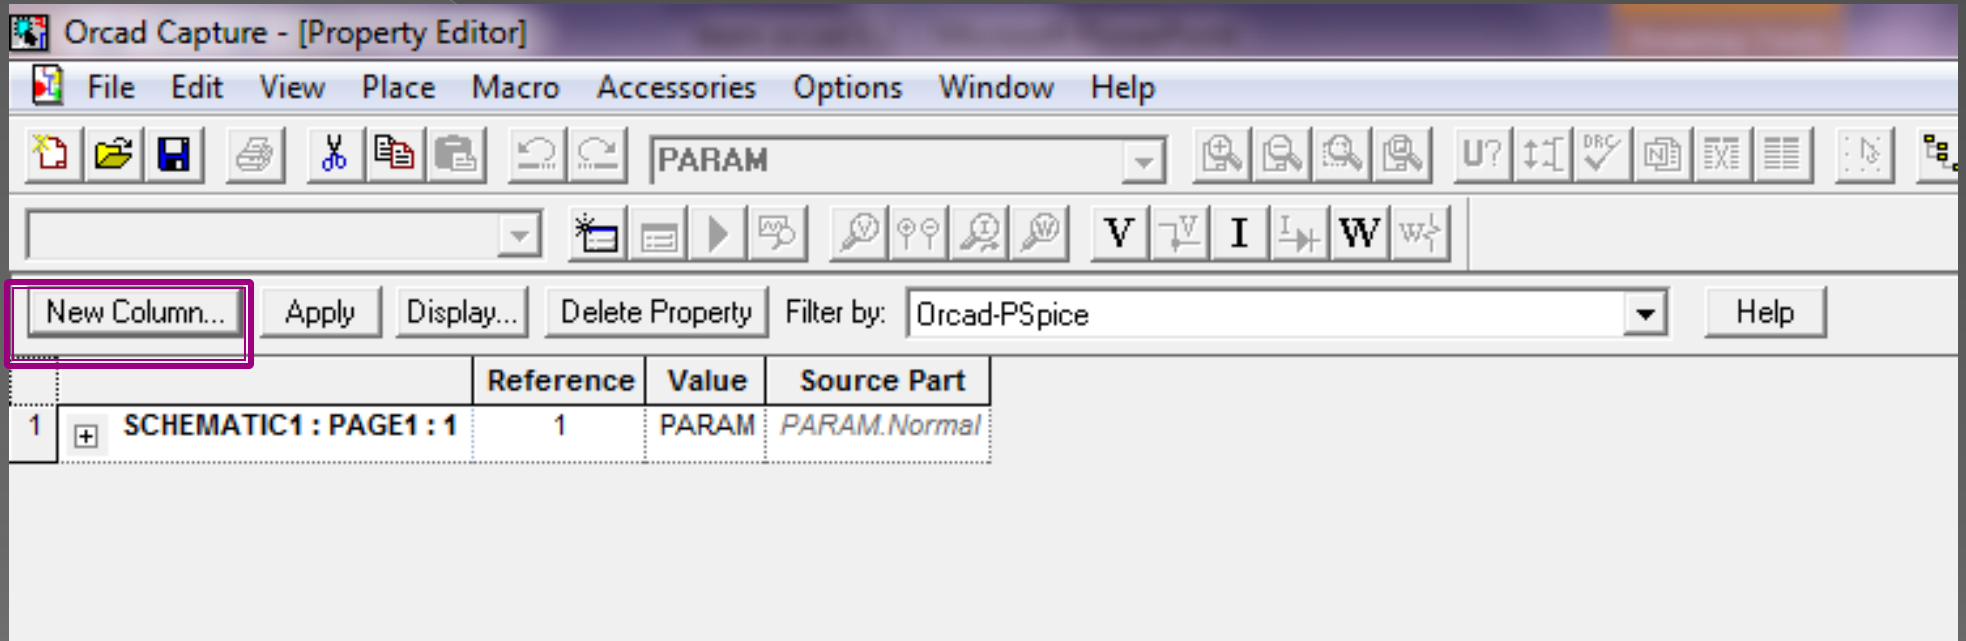 Orcad Capture - [Property Editor]
File Edit View Place Macro Accessories Options Window Help
PARAM U? DRC N
V I W V V I I W W
New Column... Apply Display... Delete Property Filter by: Orcad-PSpice Help
Reference Value Source Part
1 SCHEMATIC1 : PAGE1 : 1 1 PARAM PARAM.Normal